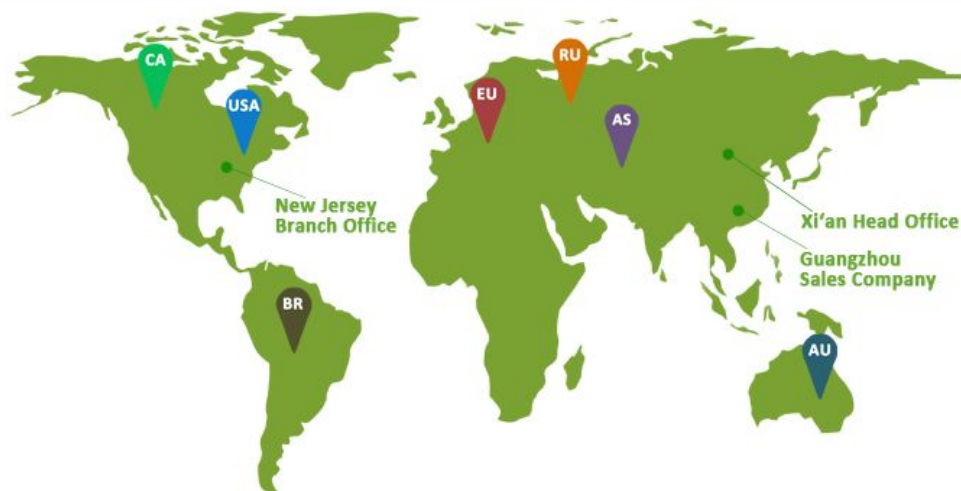 CA
USA
EU
RU
AS
New Jersey
Branch Office
Xi‘an Head Office
Guangzhou
Sales Company
BR
AU